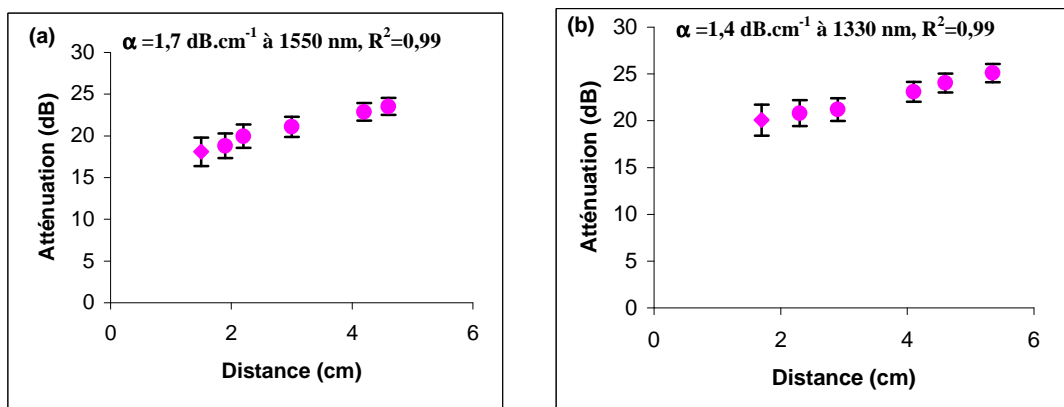 (a)
α =1,7 dB.cm⁻¹ à 1550 nm, R²=0,99
Atténuation (dB)
30
25
20
15
10
5
0
0 2 4 6
Distance (cm)
(b)
α =1,4 dB.cm⁻¹ à 1330 nm, R²=0,99
Atténuation (dB)
30
25
20
15
10
5
0
0 2 4 6
Distance (cm)